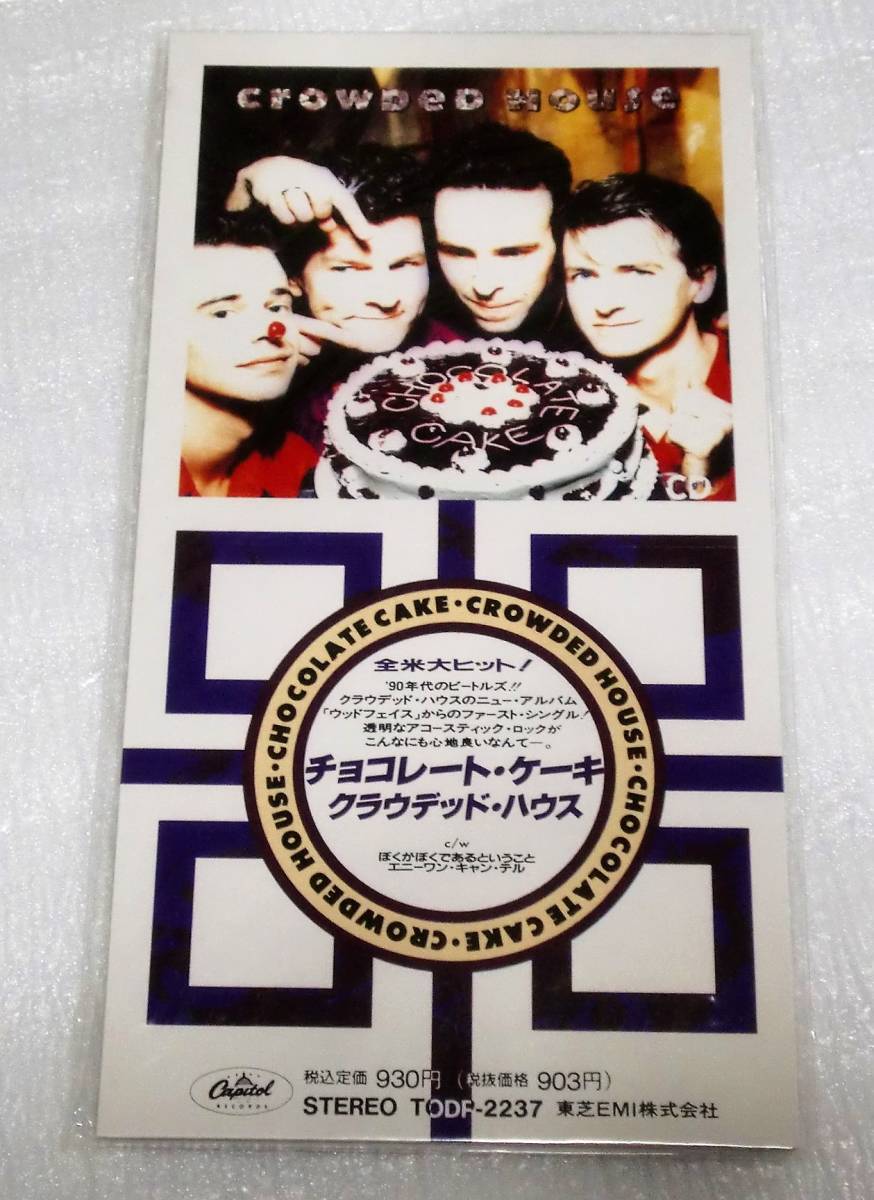 CROWDED HOUSE
CHOCOLATE
CAKE
CD
CHOCOLATE CAKE・CROWDED HOUSE・CHOCOLATE CAKE・CROWDED HOUSE・
全米大ヒット!
'90年代のビートルズ!!
クラウデッド・ハウスのニュー・アルバム
「ウッドフェイス」からのファースト・シングル!
透明なアコースティック・ロックが
こんなにも心地良いなんてー。
チョコレート・ケーキ
クラウデッド・ハウス
c/w
ぼくがぼくであるということ
エニーワン・キャン・テル
Capitol
RECORDS
税込定価 930円 (税抜価格 903円)
STEREO TODP-2237 東芝EMI株式会社